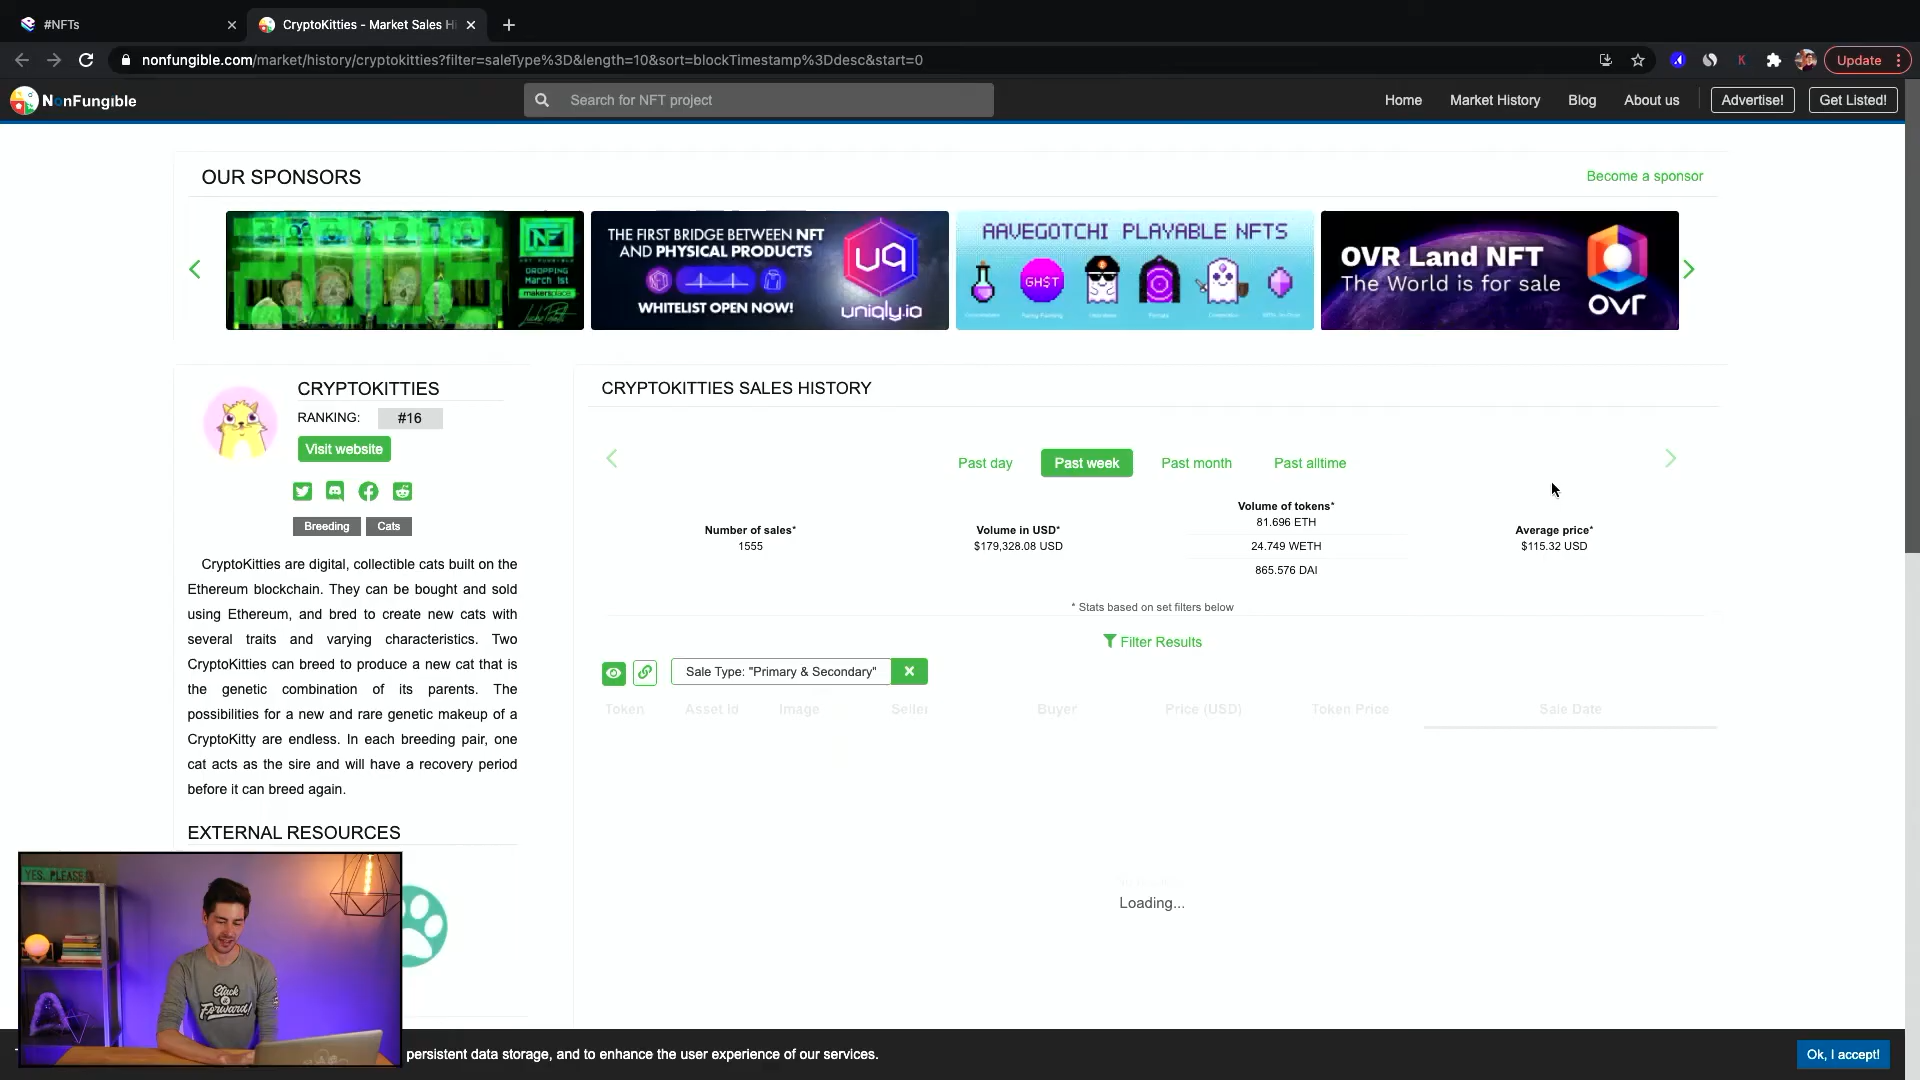 #NFTs
CryptoKitties - Market Sales Hi
nonfungible.com/market/history/cryptokitties?filter=saleType%3D&length=10&sort=blockTimestamp%3Ddesc&start=0
K
Update
NonFungible
Search for NFT project
Home
Market History
Blog
About us
Advertise!
Get Listed!
OUR SPONSORS
Become a sponsor
DROPPING
MARCH 1ST
makersplace
THE FIRST BRIDGE BETWEEN NFT
AND PHYSICAL PRODUCTS
WHITELIST OPEN NOW!
uniqly.io
AAVEGOTCHI PLAYABLE NFTS
GH$T
OVR Land NFT
The World is for sale
OVR
CRYPTOKITTIES
RANKING: #16
Visit website
Breeding Cats
CryptoKitties are digital, collectible cats built on the
Ethereum blockchain. They can be bought and sold
using Ethereum, and bred to create new cats with
several traits and varying characteristics. Two
CryptoKitties can breed to produce a new cat that is
the genetic combination of its parents. The
possibilities for a new and rare genetic makeup of a
CryptoKitty are endless. In each breeding pair, one
cat acts as the sire and will have a recovery period
before it can breed again.
EXTERNAL RESOURCES
CRYPTOKITTIES SALES HISTORY
Past day Past week Past month Past alltime
Number of sales*
1555
Volume in USD*
$179,328.08 USD
Volume of tokens*
81.696 ETH
24.749 WETH
865.576 DAI
Average price*
$115.32 USD
* Stats based on set filters below
Filter Results
Sale Type: "Primary & Secondary"
Token Asset Id Image Seller Buyer Price (USD) Token Price Sale Date
Loading...
YES, PLEASE
Slack
Forward!
persistent data storage, and to enhance the user experience of our services.
Ok, I accept!